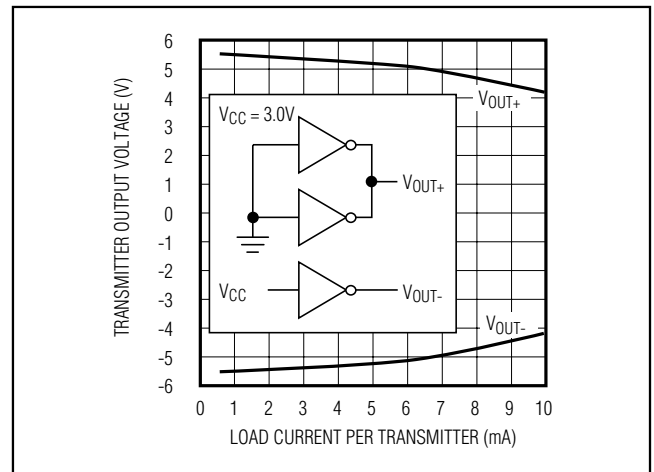 TRANSMITTER OUTPUT VOLTAGE (V)
6
5
4
3
2
1
0
-1
-2
-3
-4
-5
-6
VCC = 3.0V
VOUT+
VOUT+
VCC
VOUT-
VOUT-
0 1 2 3 4 5 6 7 8 9 10
LOAD CURRENT PER TRANSMITTER (mA)